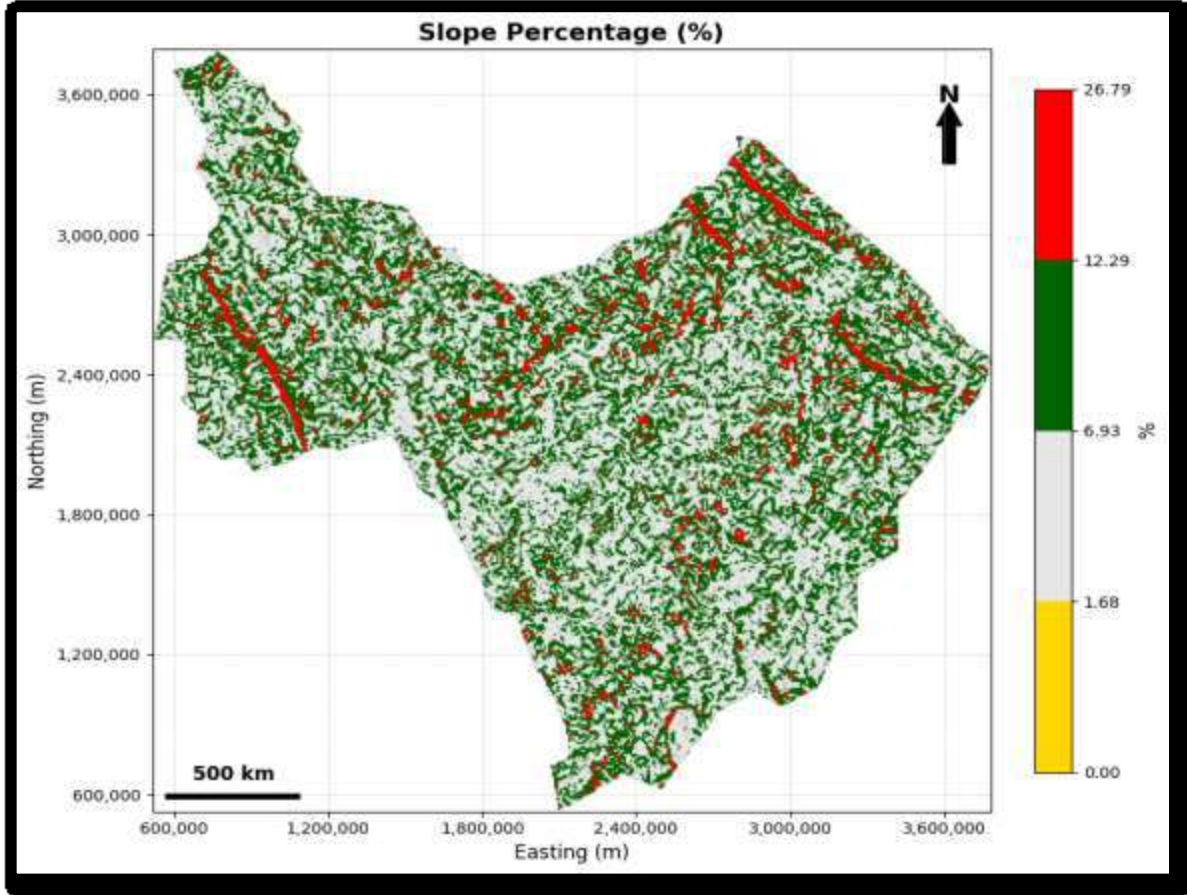 Slope Percentage (%)
N
3,600,000
3,000,000
2,400,000
1,800,000
1,200,000
600,000
Northing (m)
500 km
600,000 1,200,000 1,800,000 2,400,000 3,000,000 3,600,000
Easting (m)
26.79
12.29
6.93
1.68
0.00
%